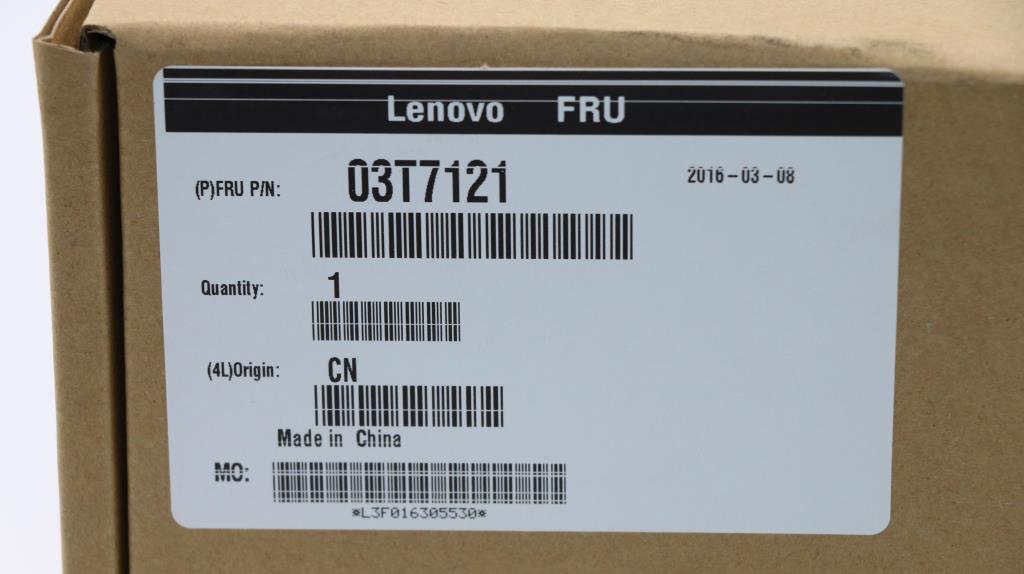 Lenovo FRU
(P)FRU P/N: 03T7121 2016-03-08
Quantity: 1
(4L)Origin: CN
Made in China
MO:
*L3F016305530*